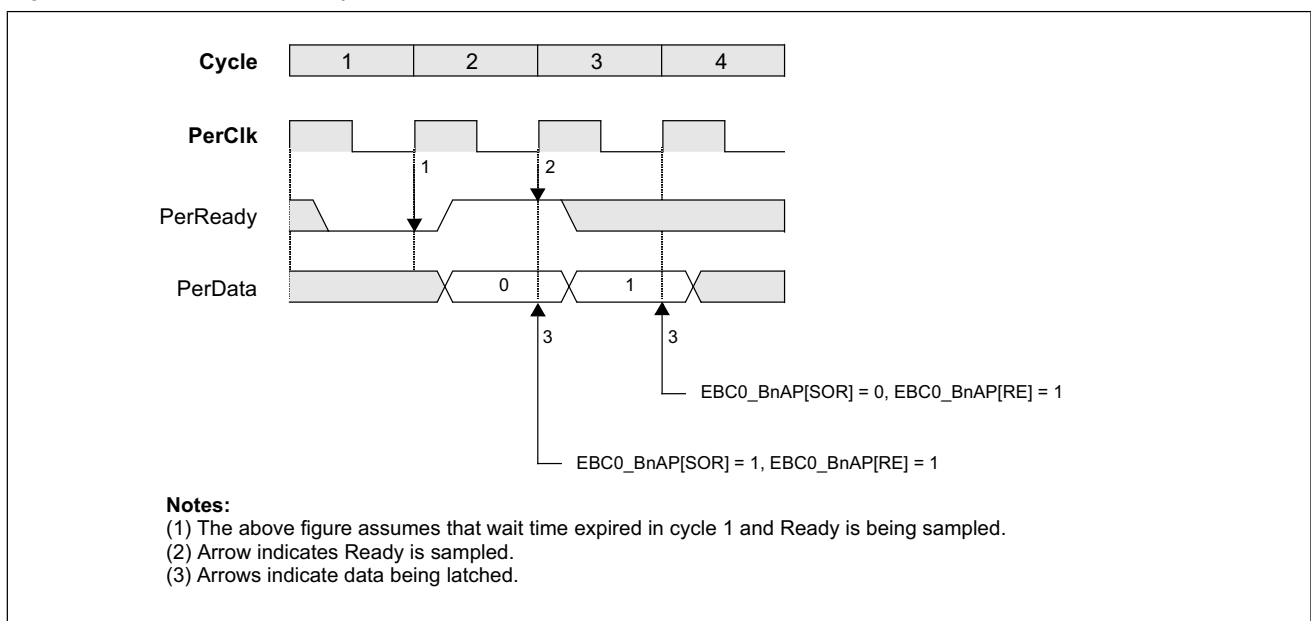 Cycle 1 2 3 4
PerClk
1 2
PerReady
PerData 0 1
3 3
EBC0_BnAP[SOR] = 0, EBC0_BnAP[RE] = 1
EBC0_BnAP[SOR] = 1, EBC0_BnAP[RE] = 1
Notes:
(1) The above figure assumes that wait time expired in cycle 1 and Ready is being sampled.
(2) Arrow indicates Ready is sampled.
(3) Arrows indicate data being latched.